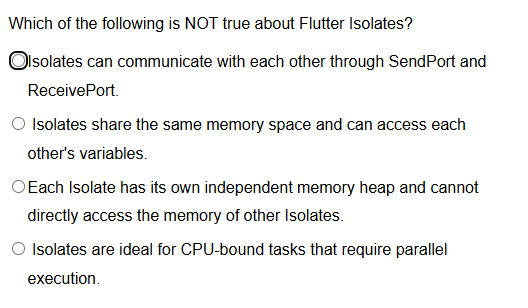 Which of the following is NOT true about Flutter Isolates?
Isolates can communicate with each other through SendPort and
ReceivePort.
Isolates share the same memory space and can access each
other's variables.
Each Isolate has its own independent memory heap and cannot
directly access the memory of other Isolates.
Isolates are ideal for CPU-bound tasks that require parallel
execution.